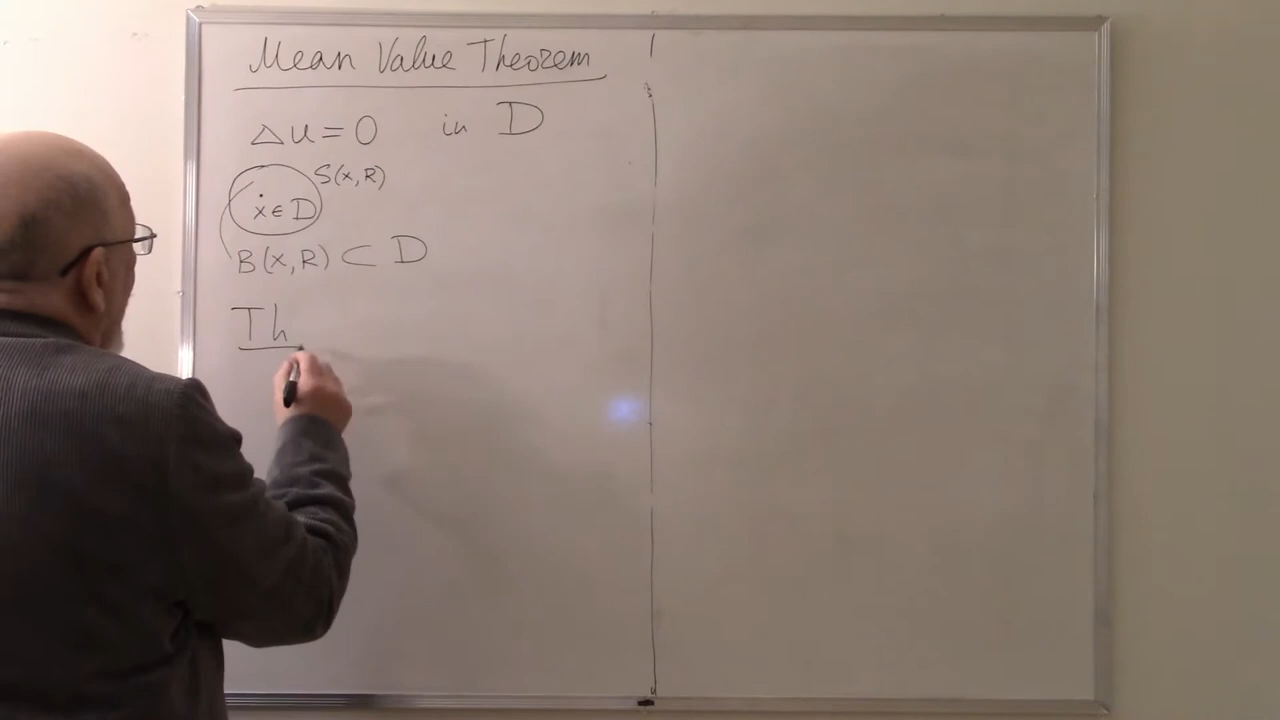 Mean Value Theorem
Δu = 0 in D
S(x,R)
x ∈ D
B(x,R) ⊂ D
Th